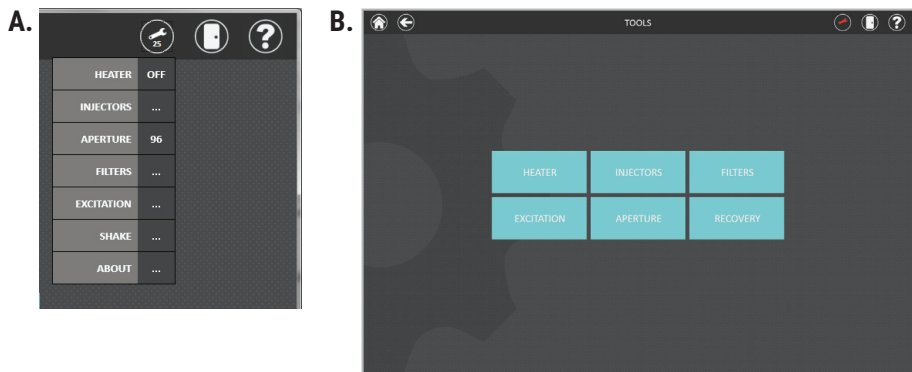 A.
25
?
HEATER OFF
INJECTORS ...
APERTURE 96
FILTERS ...
EXCITATION ...
SHAKE ...
ABOUT ...
B.
TOOLS
?
HEATER INJECTORS FILTERS
EXCITATION APERTURE RECOVERY